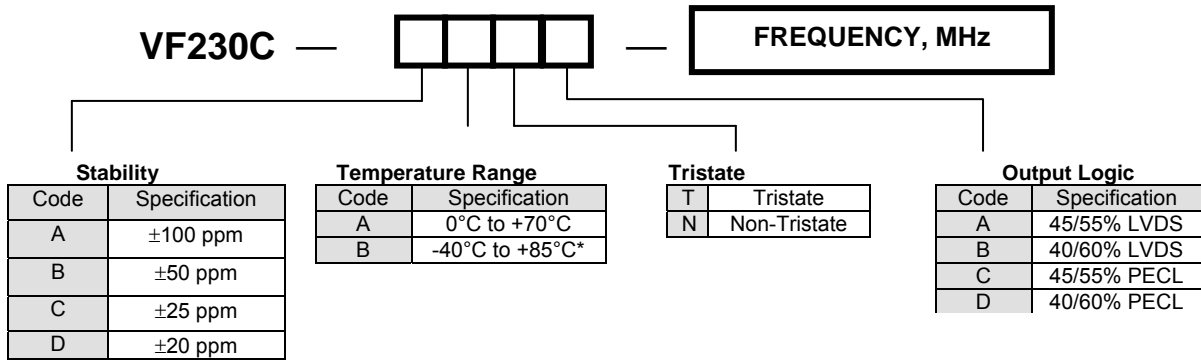 VF230C — — FREQUENCY, MHz
Stability
Code Specification
A ±100 ppm
B ±50 ppm
C ±25 ppm
D ±20 ppm
Temperature Range
Code Specification
A 0°C to +70°C
B -40°C to +85°C*
Tristate
T Tristate
N Non-Tristate
Output Logic
Code Specification
A 45/55% LVDS
B 40/60% LVDS
C 45/55% PECL
D 40/60% PECL